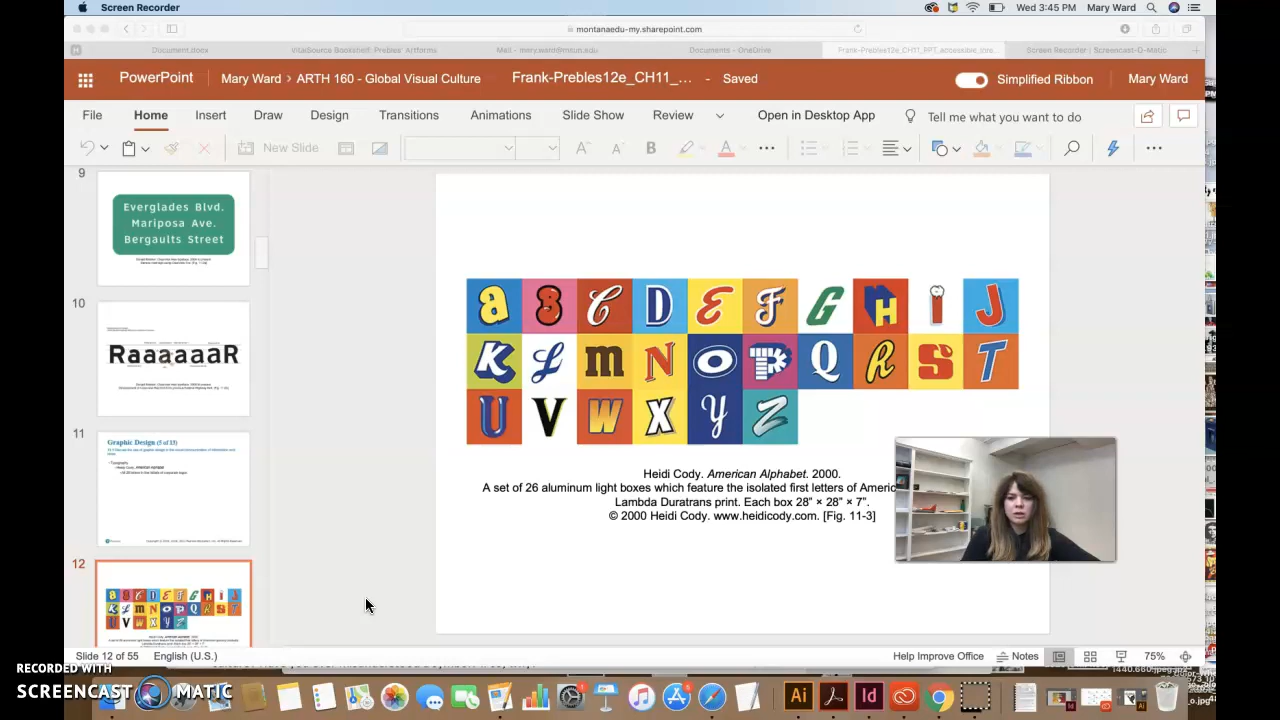 Screen Recorder
Wed 3:45 PM Mary Ward
montanaedu-my.sharepoint.com
Document.docx
VitalSource Bookshelf: Prebles' Artforms
Documents - OneDrive
Frank-Prebles12e_CH11_PPT_accessible_thre...
Screen Recorder | Screencast-O-Matic
PowerPoint Mary Ward › ARTH 160 - Global Visual Culture Frank-Prebles12e_CH11_... - Saved Simplified Ribbon Mary Ward
File Home Insert Draw Design Transitions Animations Slide Show Review Open in Desktop App Tell me what you want to do
New Slide
9
Everglades Blvd.
Mariposa Ave.
Bergaults Street
10
RaaaaaaR
11
Graphic Design (5 of 13)
12
a B C D E F G H i J
K L m N O P Q R S T
U V W X Y Z
Heidi Cody. American Alphabet. 2000.
A set of 26 aluminum light boxes which feature the isolated first letters of Americ
Lambda Duratrans print. Each box 28" × 28" × 7".
© 2000 Heidi Cody. www.heidicody.com. [Fig. 11-3]
Slide 12 of 55 English (U.S.) Help Improve Office Notes 75%
RECORDED WITH
SCREENCAST MATIC
Ai Id